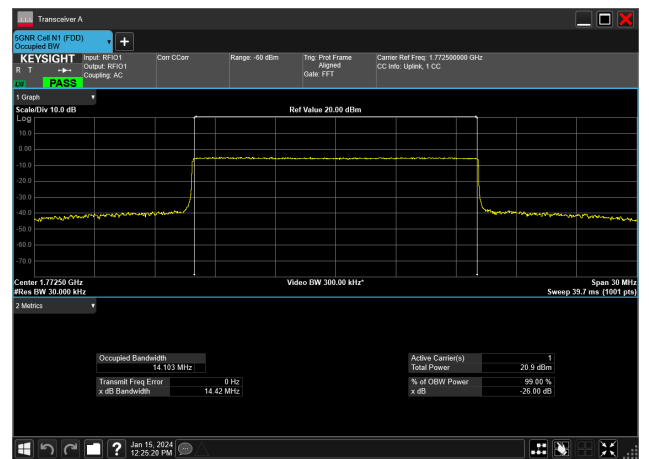 Transceiver A
5GNR Cell N1 (FDD)
Occupied BW
+
KEYSIGHT
R T
LW
PASS
Input: RFIO1
Output: RFIO1
Coupling: AC
Corr CCorr
Range: -60 dBm
Trig: Prot Frame
Aligned
Gate: FFT
Carrier Ref Freq: 1.772500000 GHz
CC Info: Uplink, 1 CC
1 Graph
Scale/Div 10.0 dB
Ref Value 20.00 dBm
Log
10.0
0.00
-10.0
-20.0
-30.0
-40.0
-50.0
-60.0
-70.0
Center 1.77250 GHz
Video BW 300.00 kHz*
Span 30 MHz
#Res BW 30.000 kHz
Sweep 39.7 ms (1001 pts)
2 Metrics
Occupied Bandwidth
14.103 MHz
Transmit Freq Error 0 Hz
x dB Bandwidth 14.42 MHz
Active Carrier(s) 1
Total Power 20.9 dBm
% of OBW Power 99.00 %
x dB -26.00 dB
?
Jan 15, 2024
12:25:20 PM